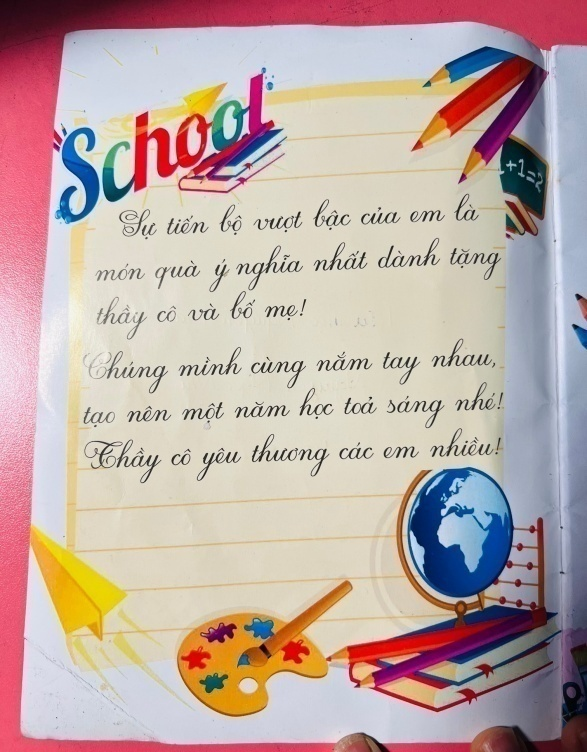 School
1+1=2
Sự tiến bộ vượt bậc của em là
món quà ý nghĩa nhất dành tặng
thầy cô và bố mẹ!
Chúng mình cùng nắm tay nhau,
tạo nên một năm học toả sáng nhé!
Thầy cô yêu thương các em nhiều!